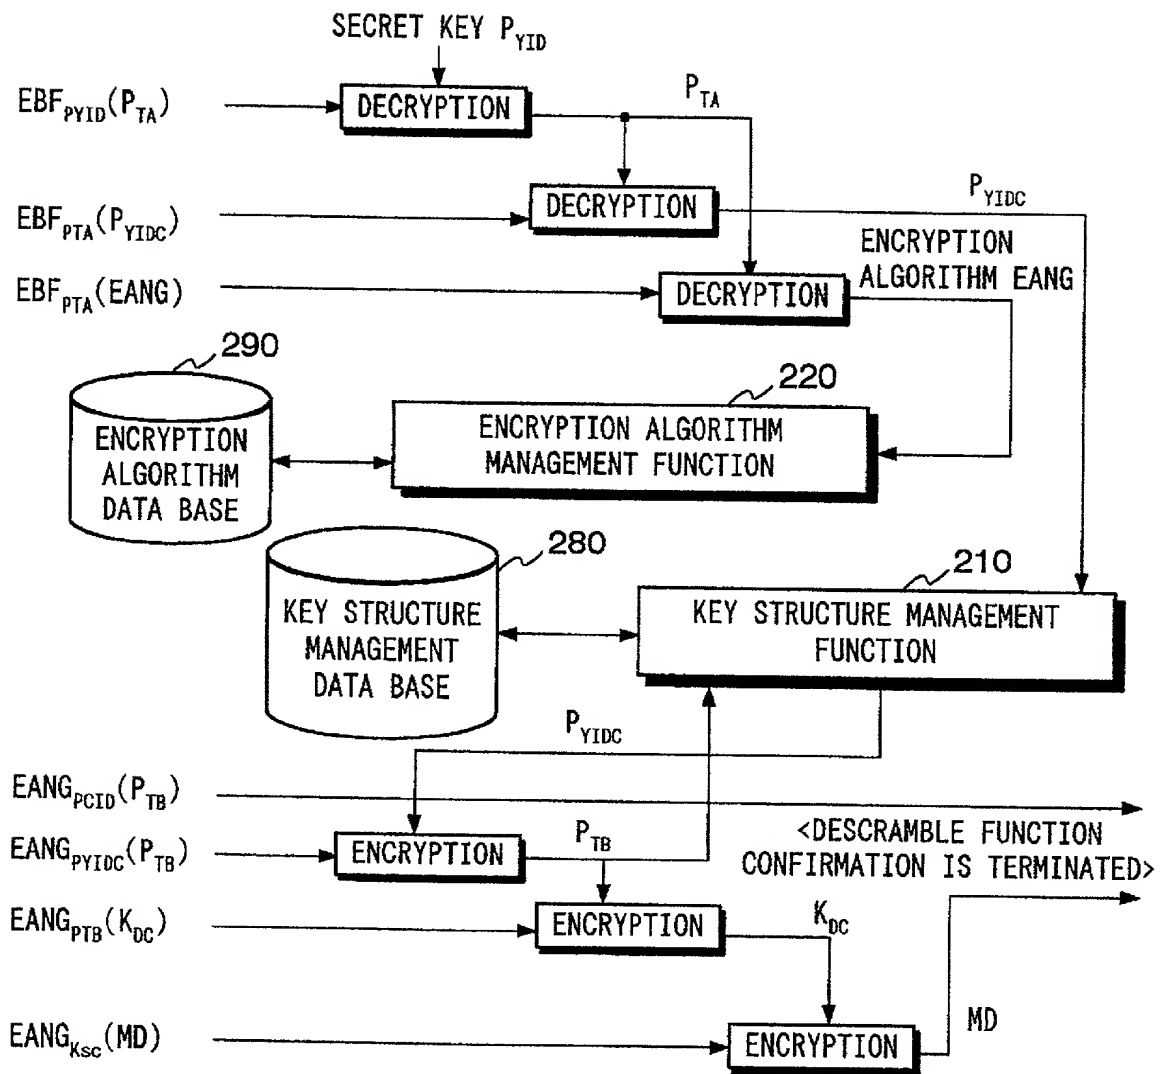 SECRET KEY P_YID
EBF_PYID(P_TA)
DECRYPTION
P_TA
EBF_PTA(P_YIDC)
DECRYPTION
P_YIDC
EBF_PTA(EANG)
DECRYPTION
ENCRYPTION
ALGORITHM EANG
290
ENCRYPTION
ALGORITHM
DATA BASE
220
ENCRYPTION ALGORITHM
MANAGEMENT FUNCTION
280
KEY STRUCTURE
MANAGEMENT
DATA BASE
210
KEY STRUCTURE MANAGEMENT
FUNCTION
P_YIDC
EANG_PCID(P_TB)
<DESCRAMBLE FUNCTION
CONFIRMATION IS TERMINATED>
EANG_PYIDC(P_TB)
ENCRYPTION
P_TB
EANG_PTB(K_DC)
ENCRYPTION
K_DC
EANG_Ksc(MD)
ENCRYPTION
MD